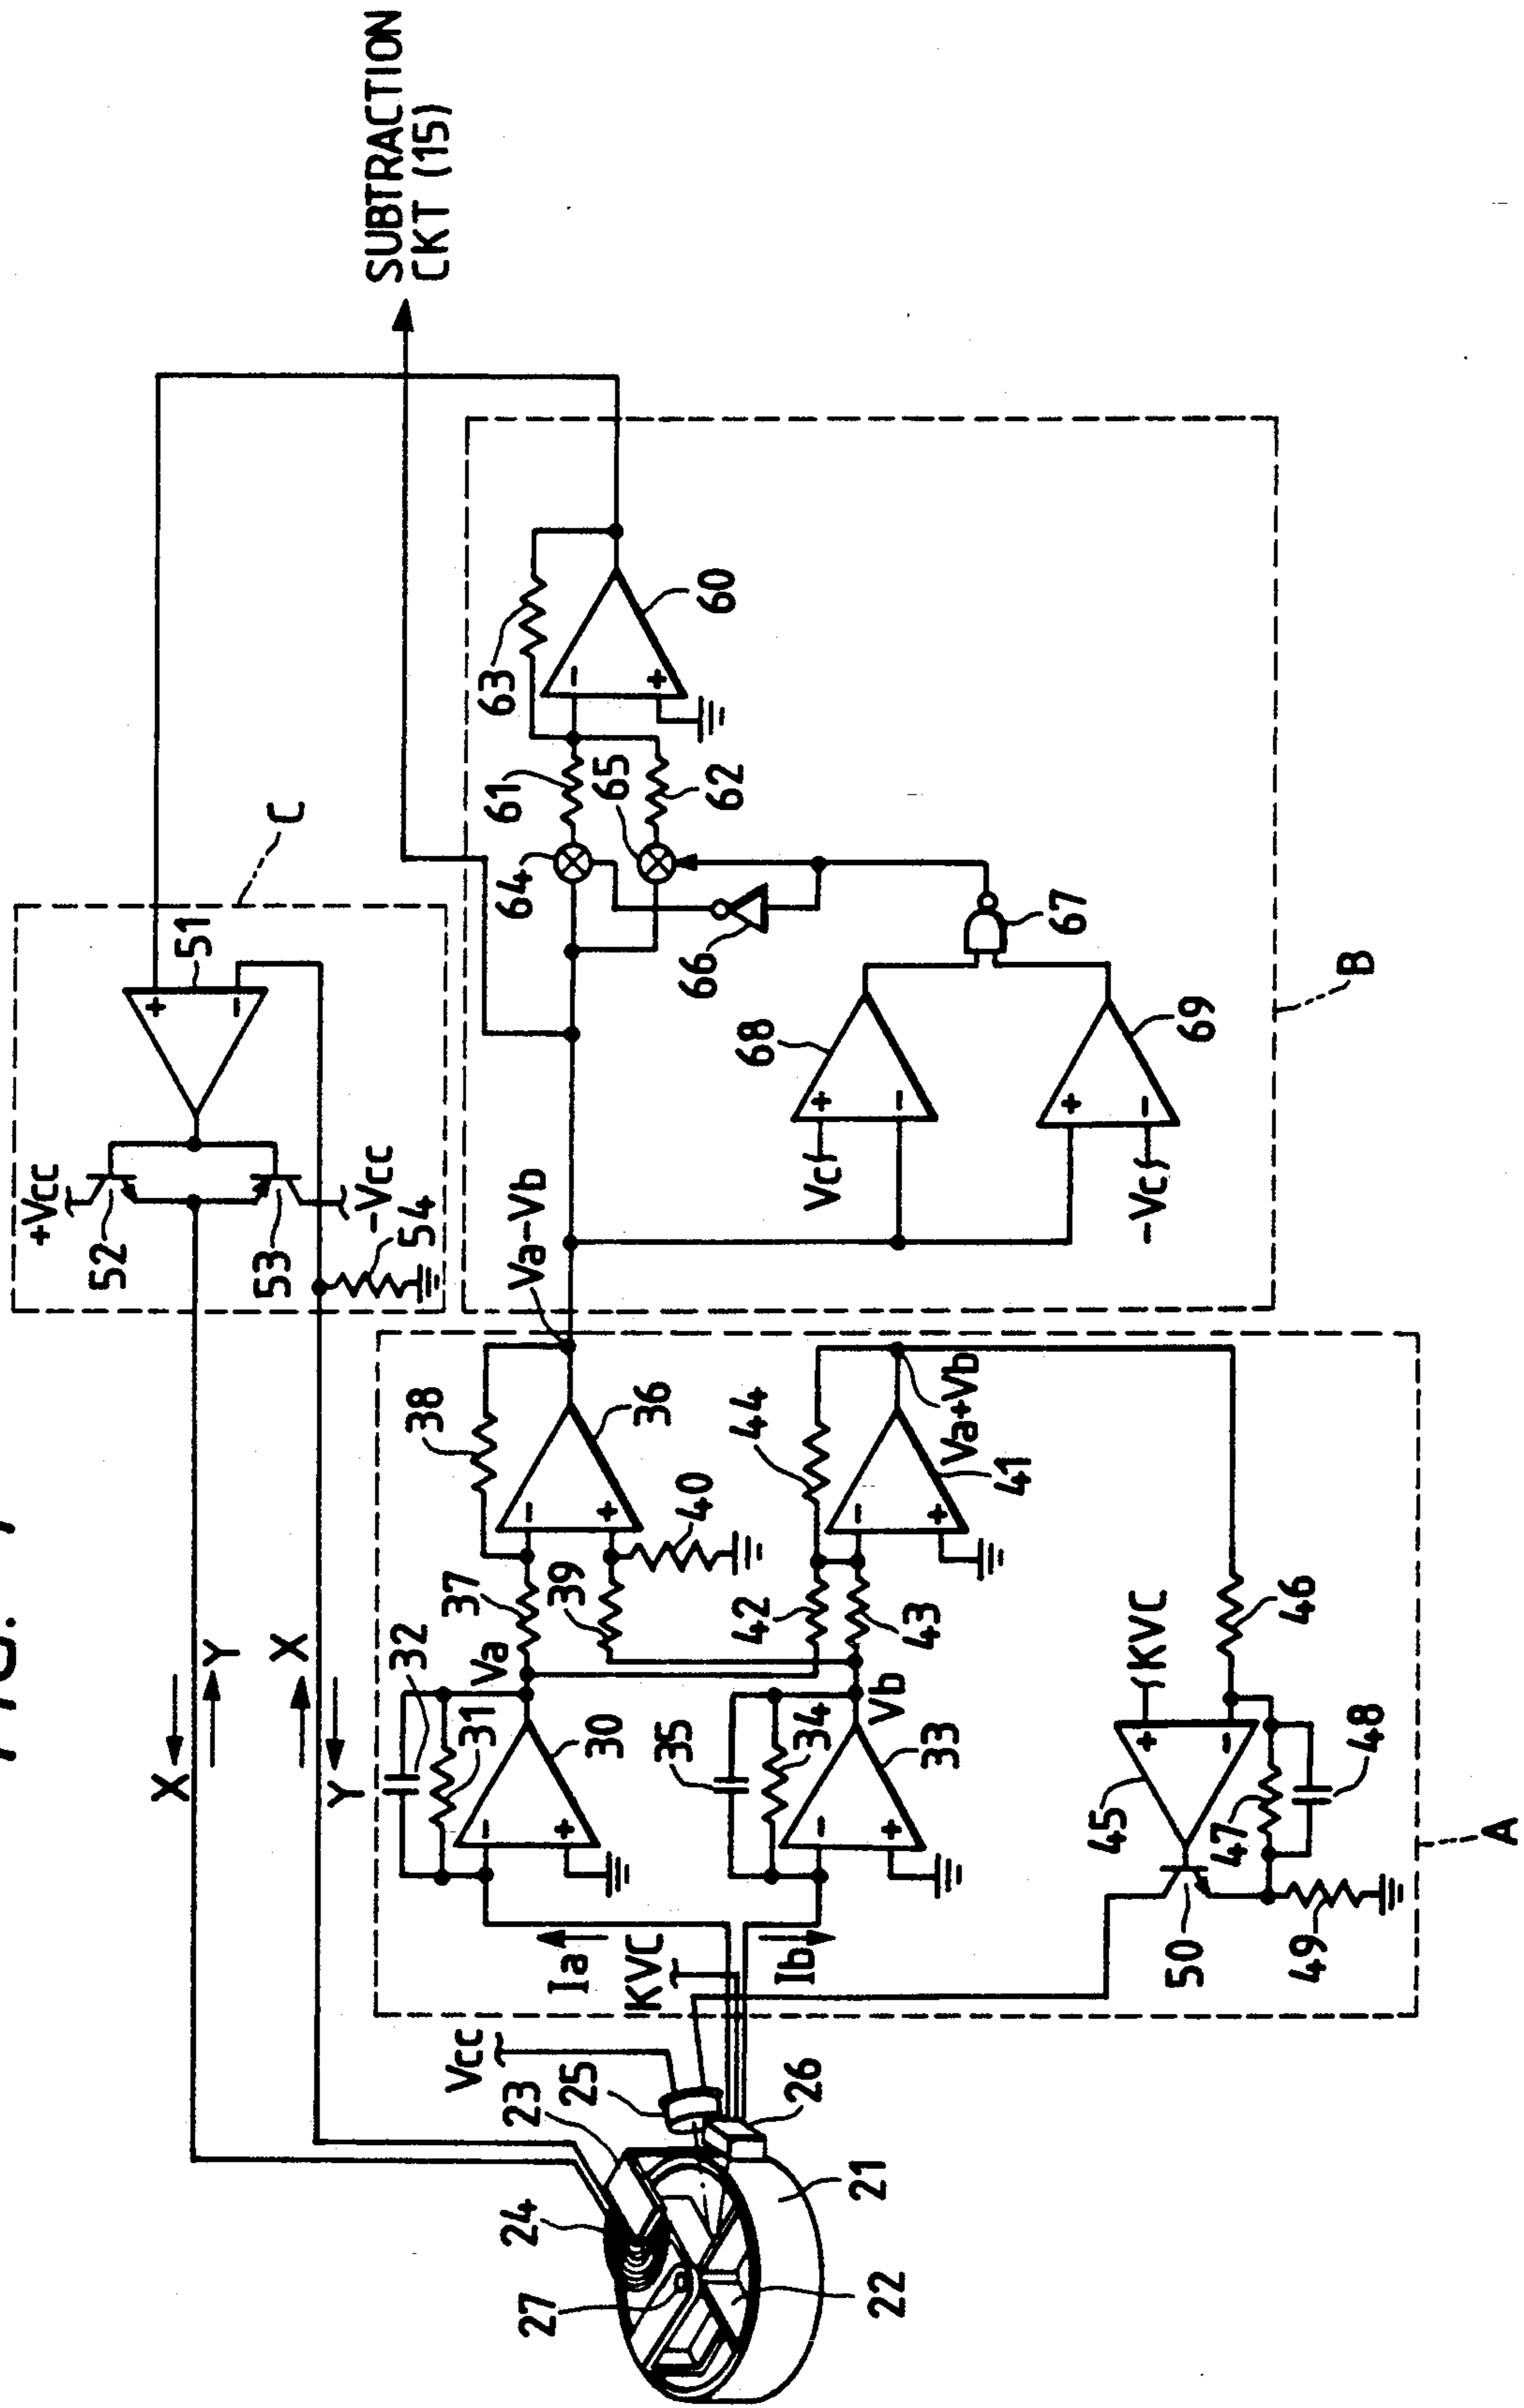 SUBTRACTION
CKT (15)
C
+Vcc
52
51
53
-Vcc
54
X
Y
X
Y
Va-Vb
64
61
63
65
62
60
66
67
68
Vc
69
-Vc
B
38
36
37
39
40
44
42
43
41
Va+Vb
32
31
Va
30
35
34
Vb
33
KVC
45
46
47
48
49
50
A
Ia
KVC
Ib
Vcc
23
25
26
24
27
22
21
+
-
-
+
-
+
-
+
-
+
-
+
-
+
+
-
+
-
+
-